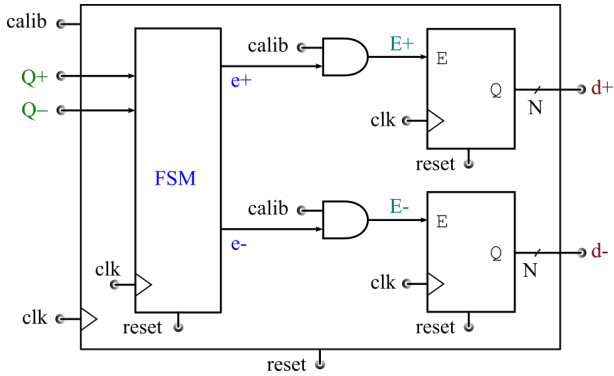 calib
calib
E+
E
Q+
e+
Q
d+
Q−
N
clk
reset
FSM
calib
E-
E
e-
Q
d-
N
clk
clk
clk
reset
reset
reset